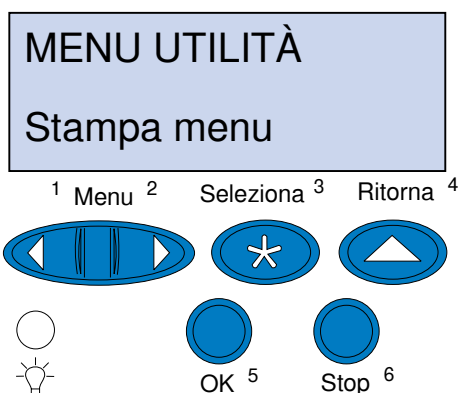 MENU UTILITÀ
Stampa menu
1 Menu 2 Seleziona 3 Ritorna 4
OK 5 Stop 6